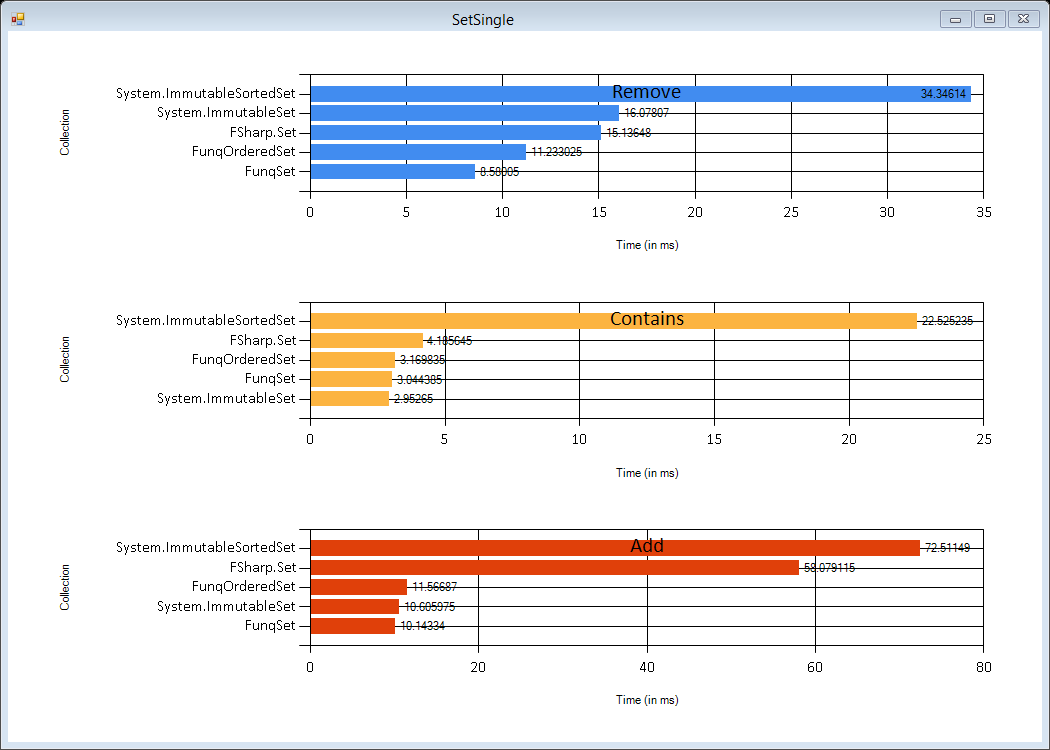 SetSingle
Remove
Collection
System.ImmutableSortedSet 34.34614
System.ImmutableSet 16.07807
FSharp.Set 15.13648
FunqOrderedSet 11.233025
FunqSet 8.58005
0 5 10 15 20 25 30 35
Time (in ms)
Contains
Collection
System.ImmutableSortedSet 22.525235
FSharp.Set 4.185645
FunqOrderedSet 3.169835
FunqSet 3.044385
System.ImmutableSet 2.95265
0 5 10 15 20 25
Time (in ms)
Add
Collection
System.ImmutableSortedSet 72.51149
FSharp.Set 58.079115
FunqOrderedSet 11.56687
System.ImmutableSet 10.605975
FunqSet 10.14334
0 20 40 60 80
Time (in ms)